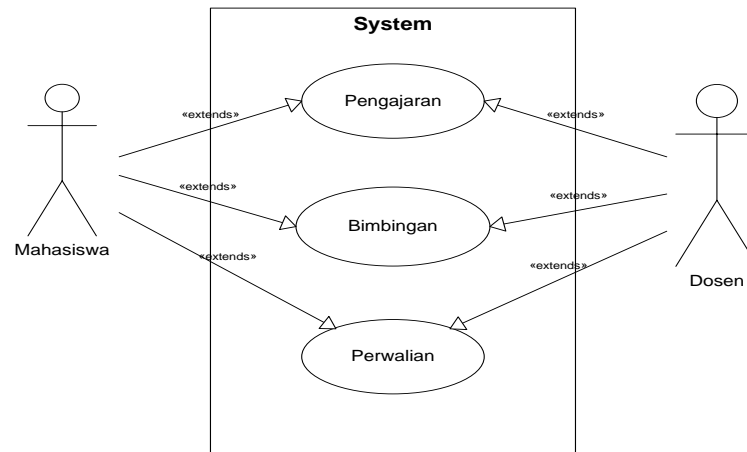 System
Pengajaran
«extends»
«extends»
«extends»
«extends»
Bimbingan
Mahasiswa
«extends»
«extends»
Dosen
Perwalian